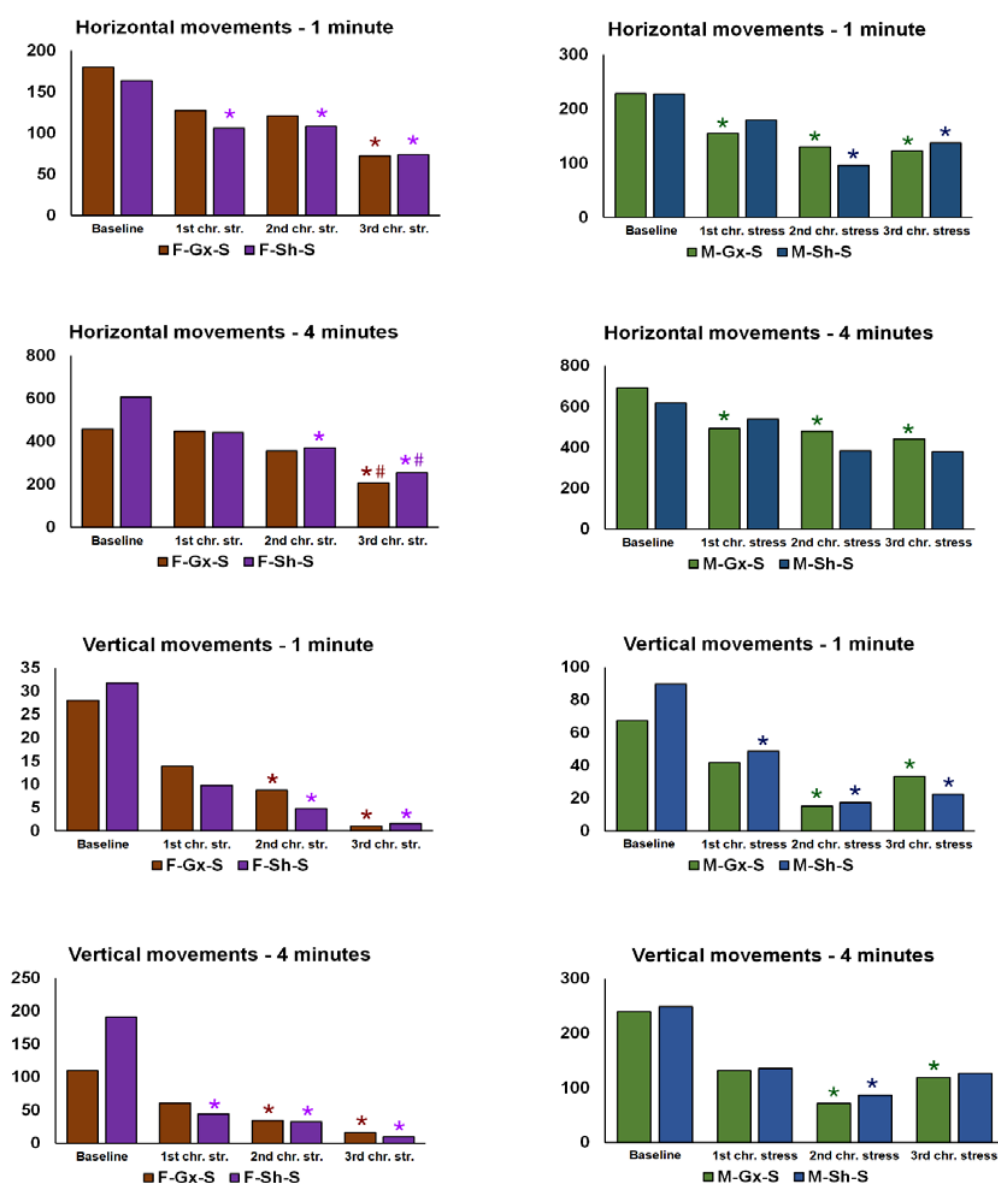 Horizontal movements - 1 minute
200
150
100
50
0
* * * *
Baseline 1st chr. str. 2nd chr. str. 3rd chr. str.
F-Gx-S F-Sh-S
Horizontal movements - 1 minute
300
200
100
0
* * * * *
Baseline 1st chr. stress 2nd chr. stress 3rd chr. stress
M-Gx-S M-Sh-S
Horizontal movements - 4 minutes
800
600
400
200
0
* *# *#
Baseline 1st chr. str. 2nd chr. str. 3rd chr. str.
F-Gx-S F-Sh-S
Horizontal movements - 4 minutes
800
600
400
200
0
* * *
Baseline 1st chr. stress 2nd chr. stress 3rd chr. stress
M-Gx-S M-Sh-S
Vertical movements - 1 minute
35
30
25
20
15
10
5
0
* * * *
Baseline 1st chr. str. 2nd chr. str. 3rd chr. str.
F-Gx-S F-Sh-S
Vertical movements - 1 minute
100
80
60
40
20
0
* * * * *
Baseline 1st chr. stress 2nd chr. stress 3rd chr. stress
M-Gx-S M-Sh-S
Vertical movements - 4 minutes
250
200
150
100
50
0
* * * * *
Baseline 1st chr. str. 2nd chr. str. 3rd chr. str.
F-Gx-S F-Sh-S
Vertical movements - 4 minutes
300
200
100
0
* * *
Baseline 1st chr. stress 2nd chr. stress 3rd chr. stress
M-Gx-S M-Sh-S